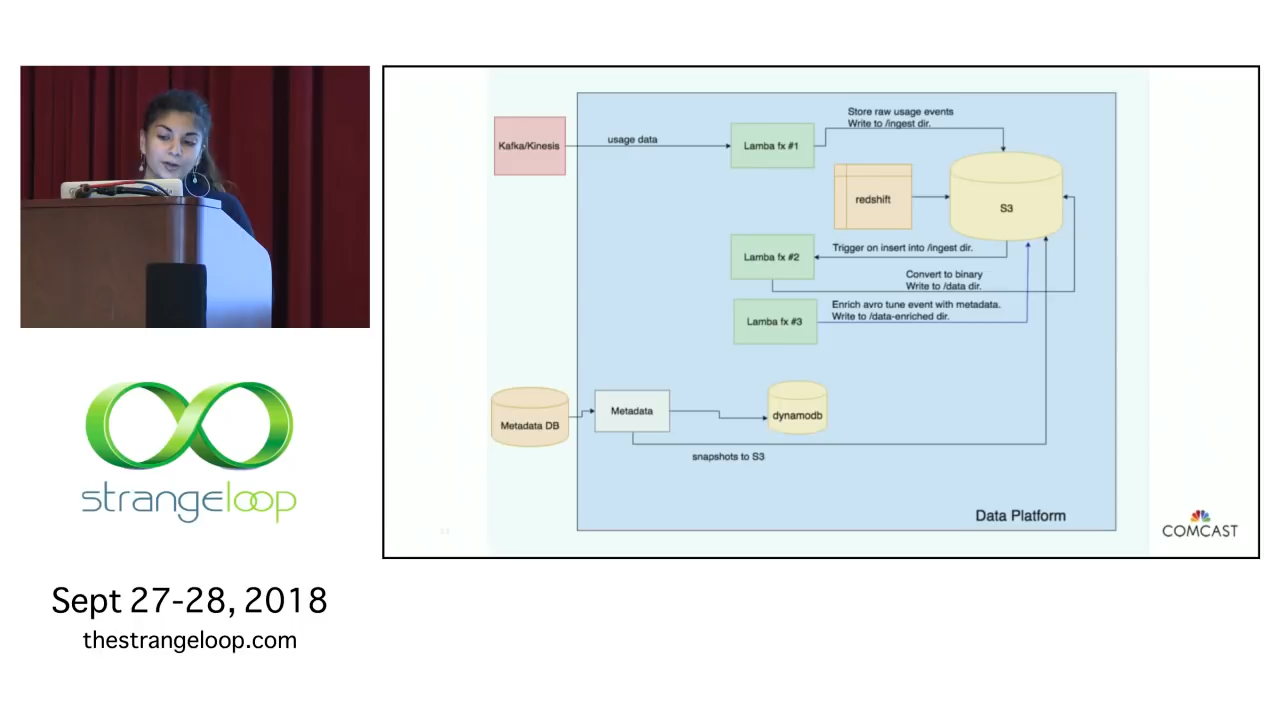 Kafka/Kinesis
usage data
Lamba fx #1
Store raw usage events
Write to /ingest dir.
redshift
S3
Lamba fx #2
Trigger on insert into /ingest dir.
Convert to binary
Write to /data dir.
Lamba fx #3
Enrich avro tune event with metadata.
Write to /data-enriched dir.
Metadata DB
Metadata
dynamodb
snapshots to S3
Data Platform
COMCAST
strangeloop
Sept 27-28, 2018
thestrangeloop.com